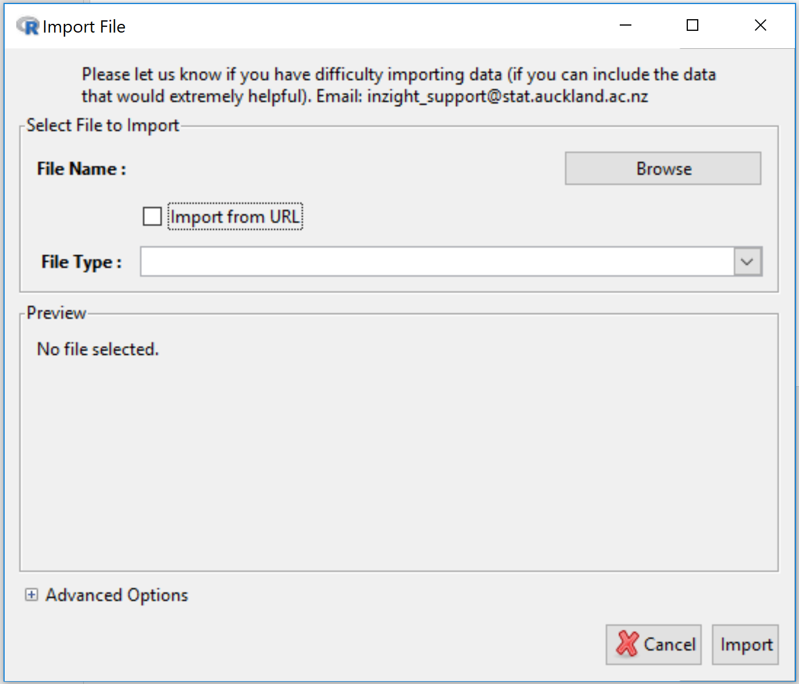 R Import File
Please let us know if you have difficulty importing data (if you can include the data
that would extremely helpful). Email: inzight_support@stat.auckland.ac.nz
Select File to Import
File Name :
Browse
Import from URL
File Type :
Preview
No file selected.
Advanced Options
Cancel
Import